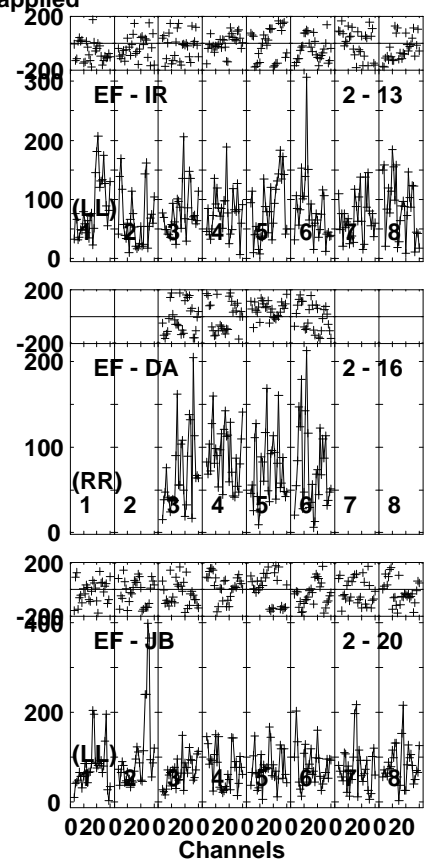 applied
200
-200
300
EF - IR 2 - 13
200
100
(LL)
1 2 3 4 5 6 7 8
0
200
-200
200
EF - DA 2 - 16
100
(RR)
1 2 3 4 5 6 7 8
0
200
-200
400
EF - JB 2 - 20
200
(LL)
1 2 3 4 5 6 7 8
0
0 20 0 20 0 20 0 20 0 20 0 20 0 20 0 20
Channels